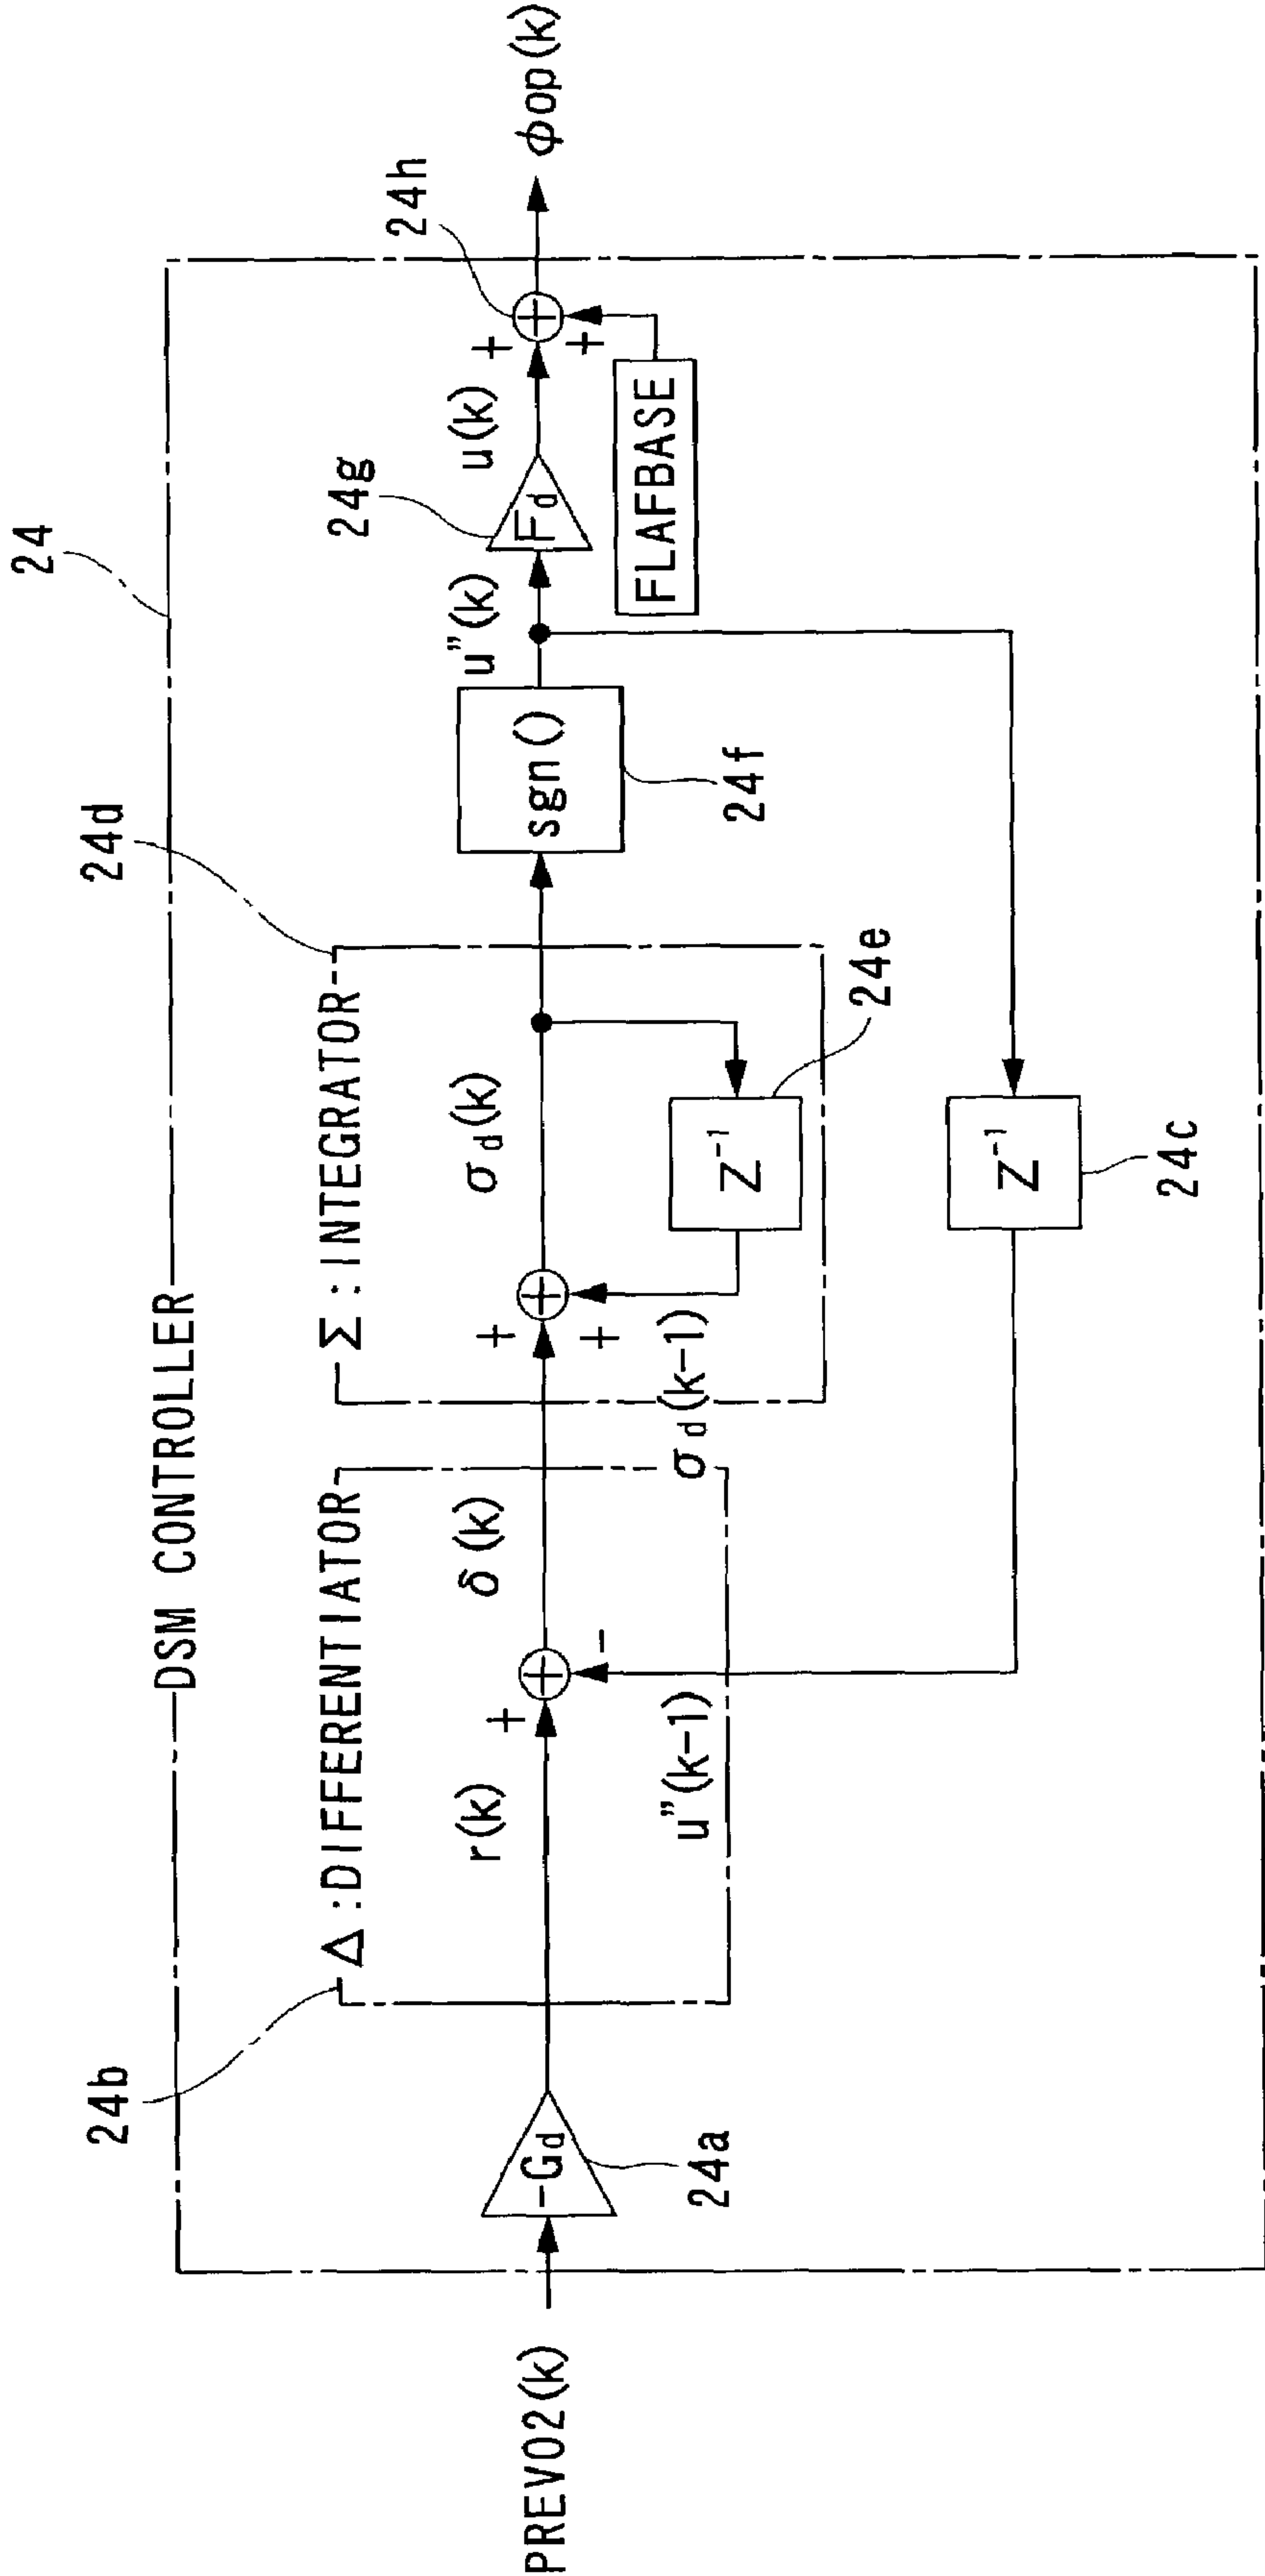 24
DSM CONTROLLER
24b
Δ:DIFFERENTIATOR
24d
Σ:INTEGRATOR
PREVO2(k)
-Gd
24a
r(k)
+
-
u"(k-1)
δ(k)
+
+
σd(k-1)
σd(k)
Z⁻¹
24e
sgn()
24f
u"(k)
Fd
24g
u(k)
+
+
24h
FLAFBASE
φop(k)
Z⁻¹
24c